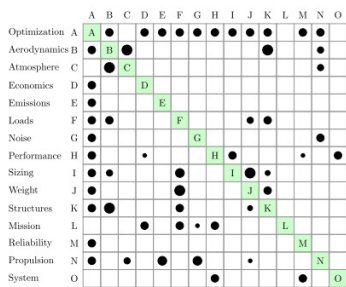 A B C D E F G H I J K L M N O
Optimization A A
Aerodynamics B B
Atmosphere C C
Economics D D
Emissions E E
Loads F F
Noise G G
Performance H H
Sizing I I
Weight J J
Structures K K
Mission L L
Reliability M M
Propulsion N N
System O O